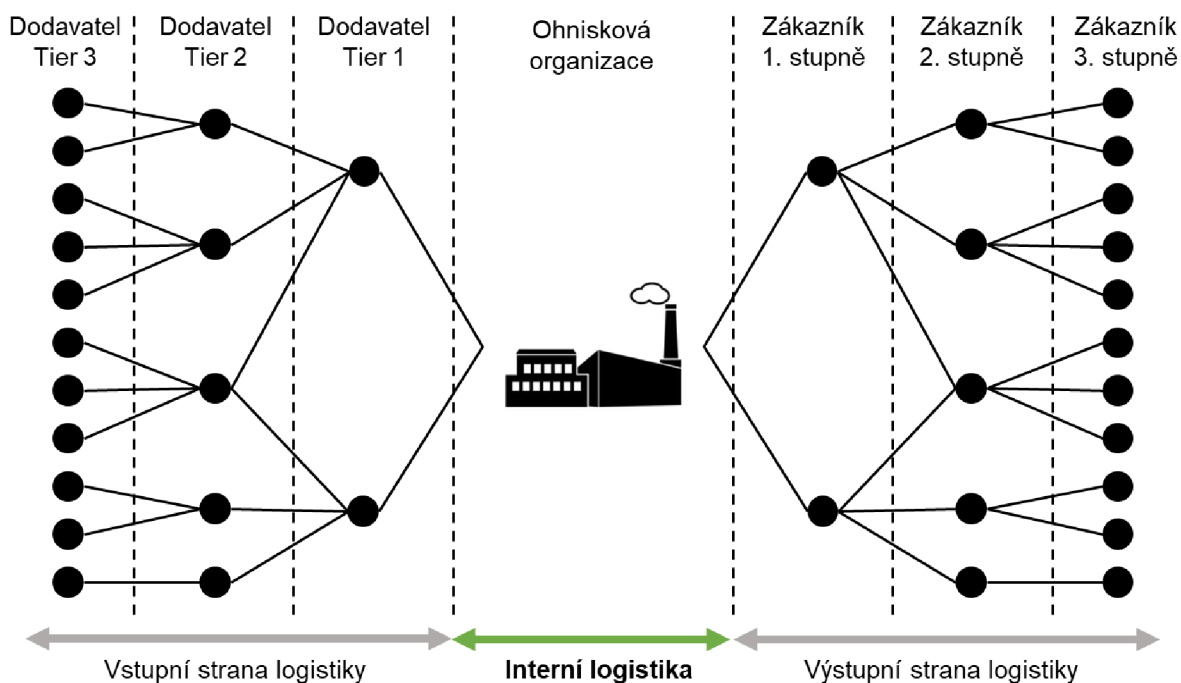 Dodavatel
Tier 3
Dodavatel
Tier 2
Dodavatel
Tier 1
Ohnisková
organizace
Zákazník
1. stupně
Zákazník
2. stupně
Zákazník
3. stupně
Vstupní strana logistiky
Interní logistika
Výstupní strana logistiky